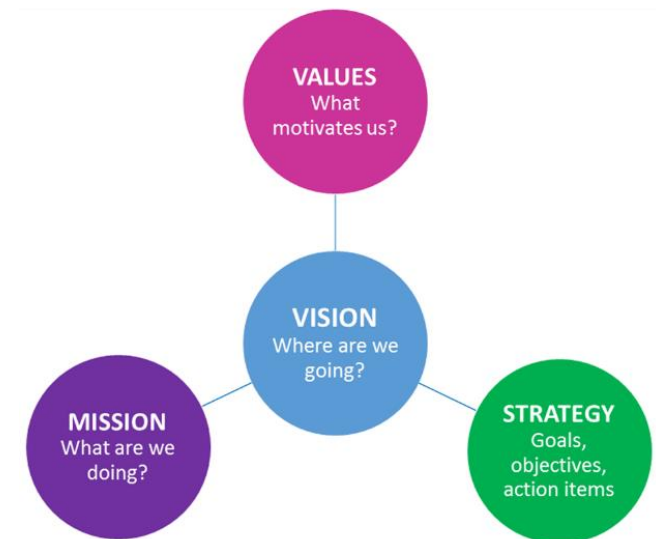 VALUES
What
motivates us?
VISION
Where are we
going?
MISSION
What are we
doing?
STRATEGY
Goals,
objectives,
action items